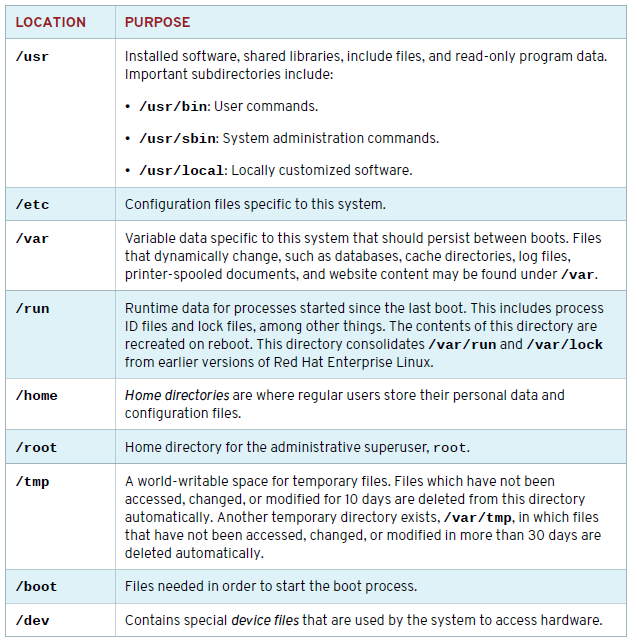 LOCATION PURPOSE
/usr Installed software, shared libraries, include files, and read-only program data.
Important subdirectories include:
• /usr/bin: User commands.
• /usr/sbin: System administration commands.
• /usr/local: Locally customized software.
/etc Configuration files specific to this system.
/var Variable data specific to this system that should persist between boots. Files
that dynamically change, such as databases, cache directories, log files,
printer-spooled documents, and website content may be found under /var.
/run Runtime data for processes started since the last boot. This includes process
ID files and lock files, among other things. The contents of this directory are
recreated on reboot. This directory consolidates /var/run and /var/lock
from earlier versions of Red Hat Enterprise Linux.
/home Home directories are where regular users store their personal data and
configuration files.
/root Home directory for the administrative superuser, root.
/tmp A world-writable space for temporary files. Files which have not been
accessed, changed, or modified for 10 days are deleted from this directory
automatically. Another temporary directory exists, /var/tmp, in which files
that have not been accessed, changed, or modified in more than 30 days are
deleted automatically.
/boot Files needed in order to start the boot process.
/dev Contains special device files that are used by the system to access hardware.